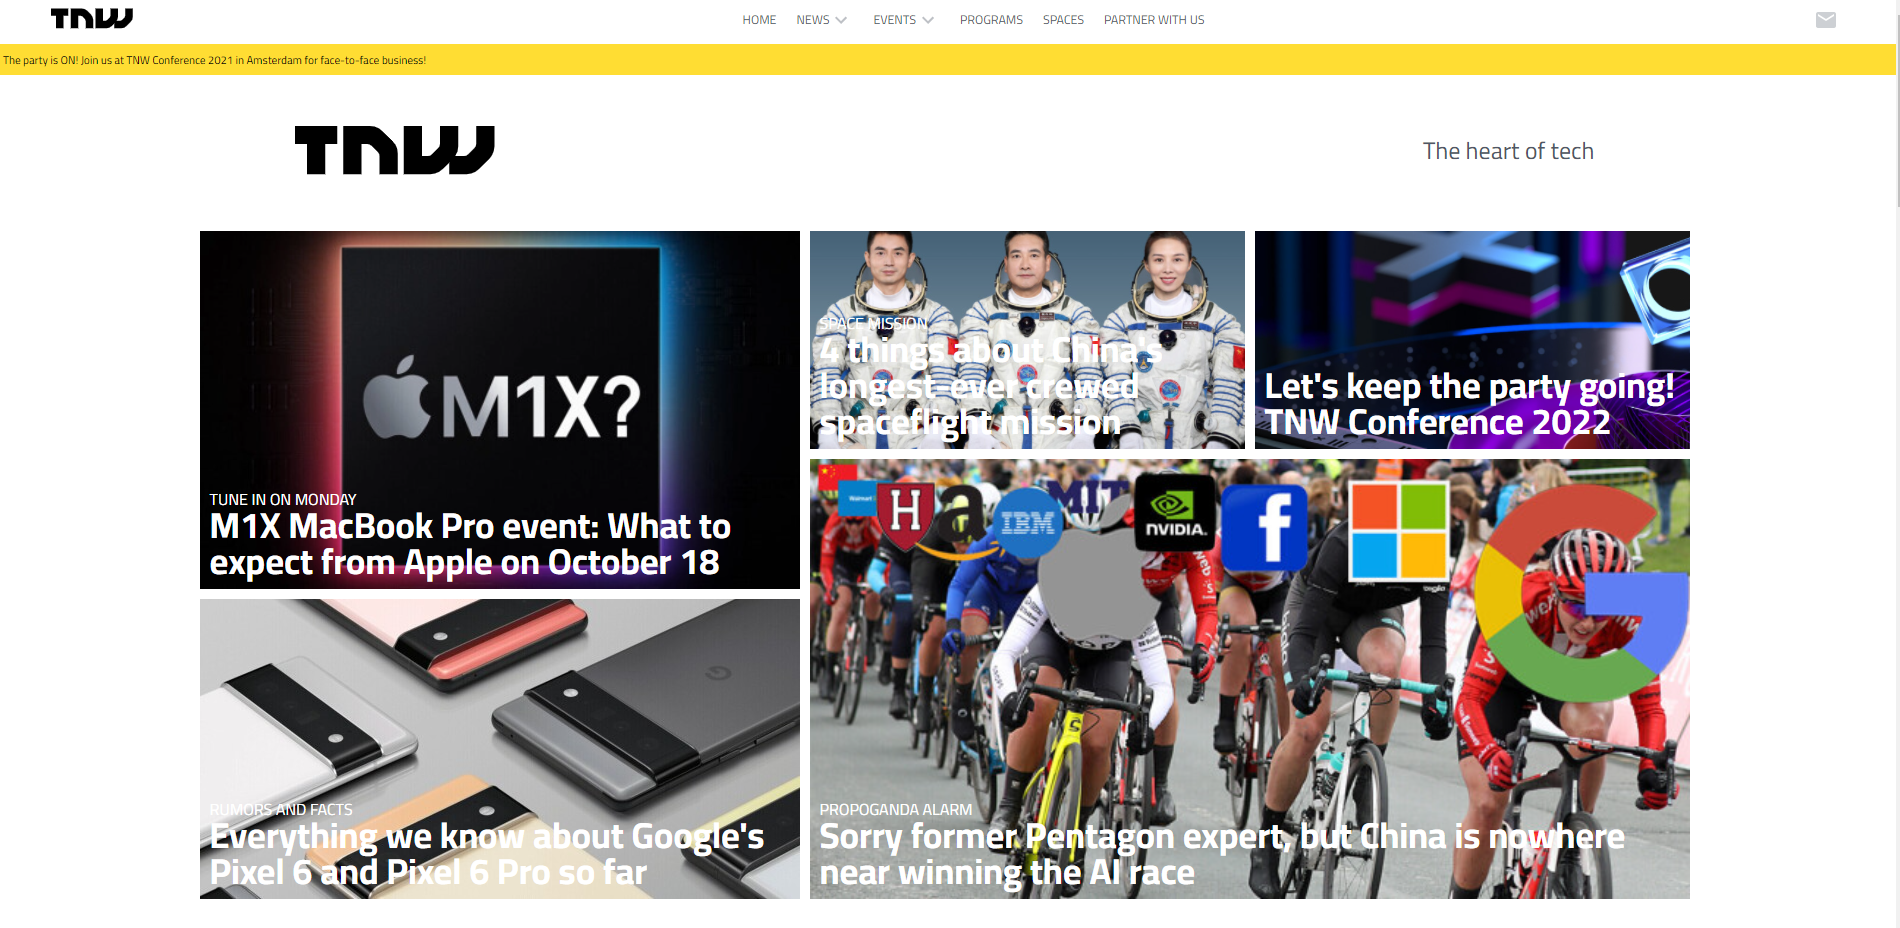 TNW
HOME NEWS EVENTS PROGRAMS SPACES PARTNER WITH US
The party is ON! Join us at TNW Conference 2021 in Amsterdam for face-to-face business!
TNW
The heart of tech
M1X?
TUNE IN ON MONDAY
M1X MacBook Pro event: What to
expect from Apple on October 18
SPACE MISSION
4 things about China's
longest-ever crewed
spaceflight mission
Let's keep the party going!
TNW Conference 2022
RUMORS AND FACTS
Everything we know about Google's
Pixel 6 and Pixel 6 Pro so far
Walmart
H
a
IBM
MIT
NVIDIA.
f
G
PROPOGANDA ALARM
Sorry former Pentagon expert, but China is nowhere
near winning the AI race